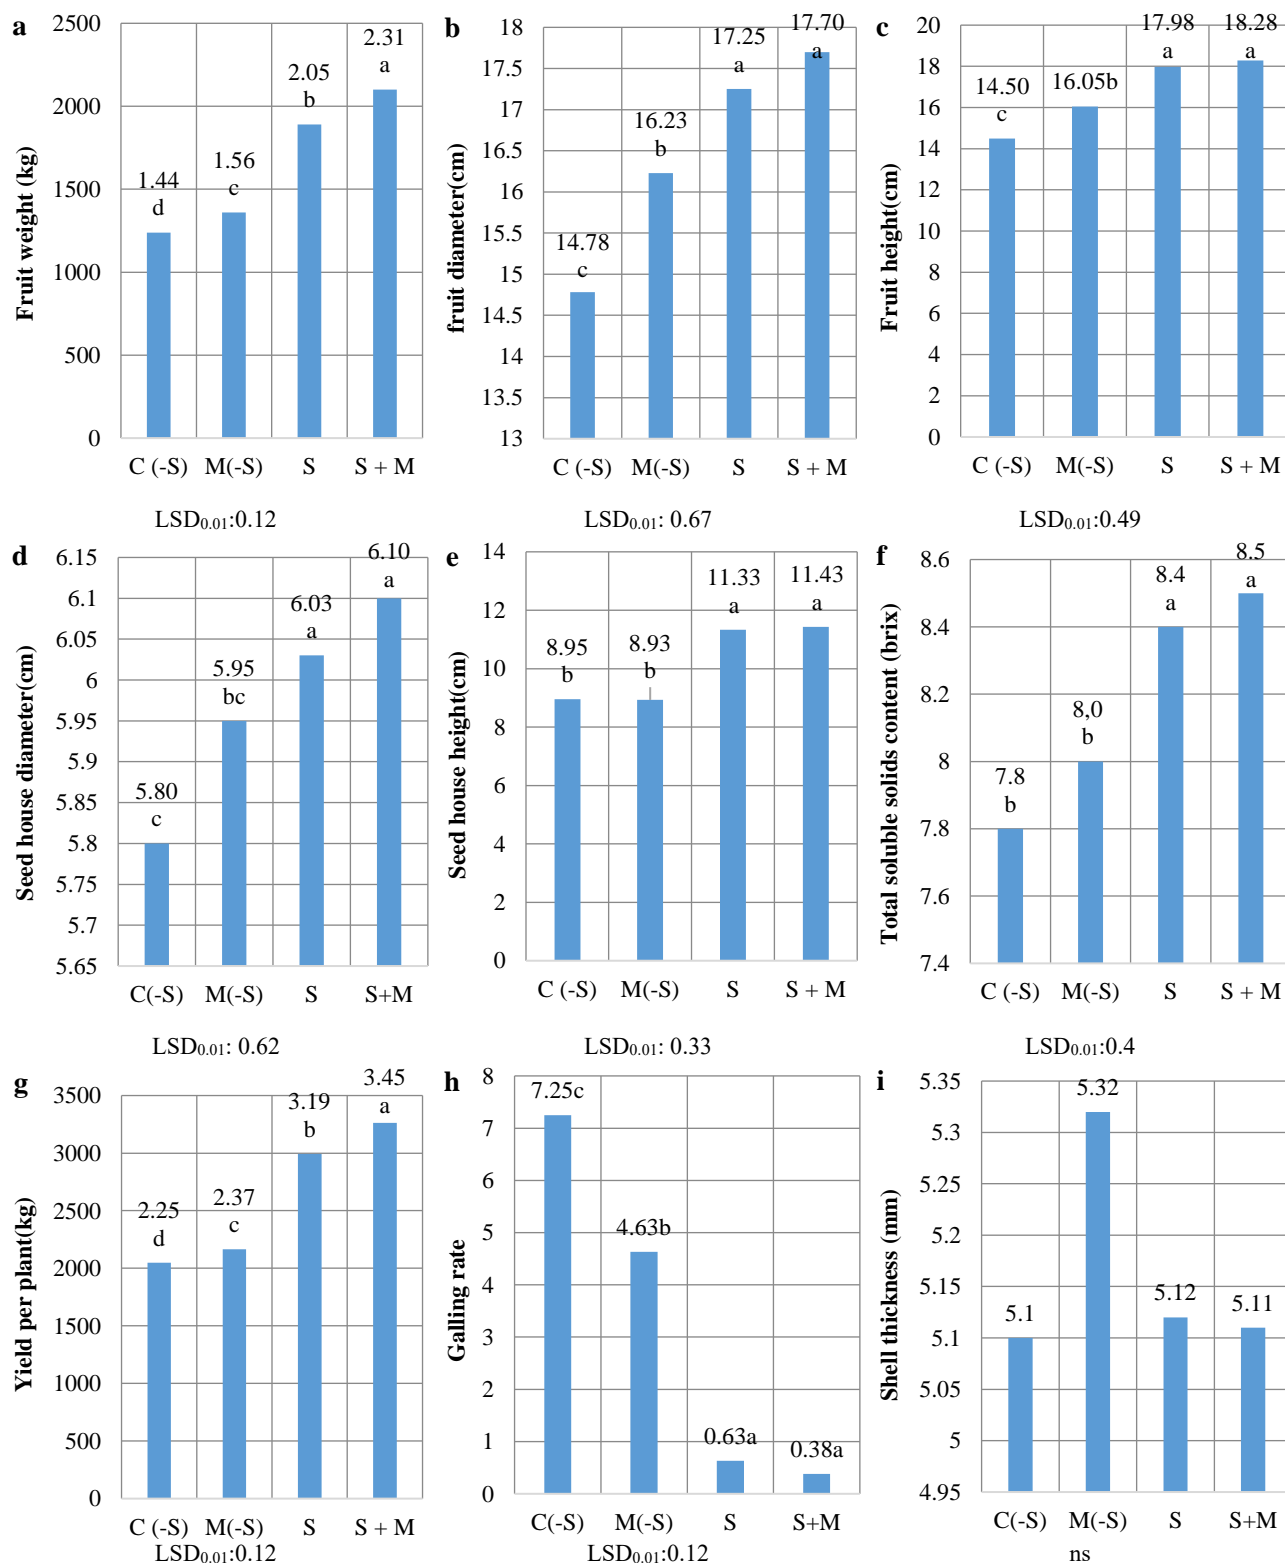 a
Fruit weight (kg)
2500
2000
1500
1000
500
0
1.44
d
1.56
c
2.05
b
2.31
a
C (-S) M(-S) S S + M
LSD0.01:0.12
b
fruit diameter(cm)
18
17.5
17
16.5
16
15.5
15
14.5
14
13.5
13
14.78
c
16.23
b
17.25
a
17.70
a
C (-S) M(-S) S S + M
LSD0.01: 0.67
c
Fruit height(cm)
20
18
16
14
12
10
8
6
4
2
0
14.50
c
16.05b
17.98
a
18.28
a
C (-S) M(-S) S S + M
LSD0.01:0.49
d
Seed house diameter(cm)
6.15
6.1
6.05
6
5.95
5.9
5.85
5.8
5.75
5.7
5.65
5.80
c
5.95
bc
6.03
a
6.10
a
C(-S) M(-S) S S+M
LSD0.01: 0.62
e
Seed house height(cm)
14
12
10
8
6
4
2
0
8.95
b
8.93
b
11.33
a
11.43
a
C (-S) M(-S) S S + M
LSD0.01: 0.33
f
Total soluble solids content (brix)
8.6
8.4
8.2
8
7.8
7.6
7.4
7.8
b
8,0
b
8.4
a
8.5
a
C (-S) M(-S) S S + M
LSD0.01:0.4
g
Yield per plant(kg)
3500
3000
2500
2000
1500
1000
500
0
2.25
d
2.37
c
3.19
b
3.45
a
C (-S) M(-S) S S + M
LSD0.01:0.12
h
Galling rate
8
7
6
5
4
3
2
1
0
7.25c
4.63b
0.63a
0.38a
C(-S) M(-S) S S+M
LSD0.01:0.12
i
Shell thickness (mm)
5.35
5.3
5.25
5.2
5.15
5.1
5.05
5
4.95
5.1
5.32
5.12
5.11
C(-S) M(-S) S S+M
ns